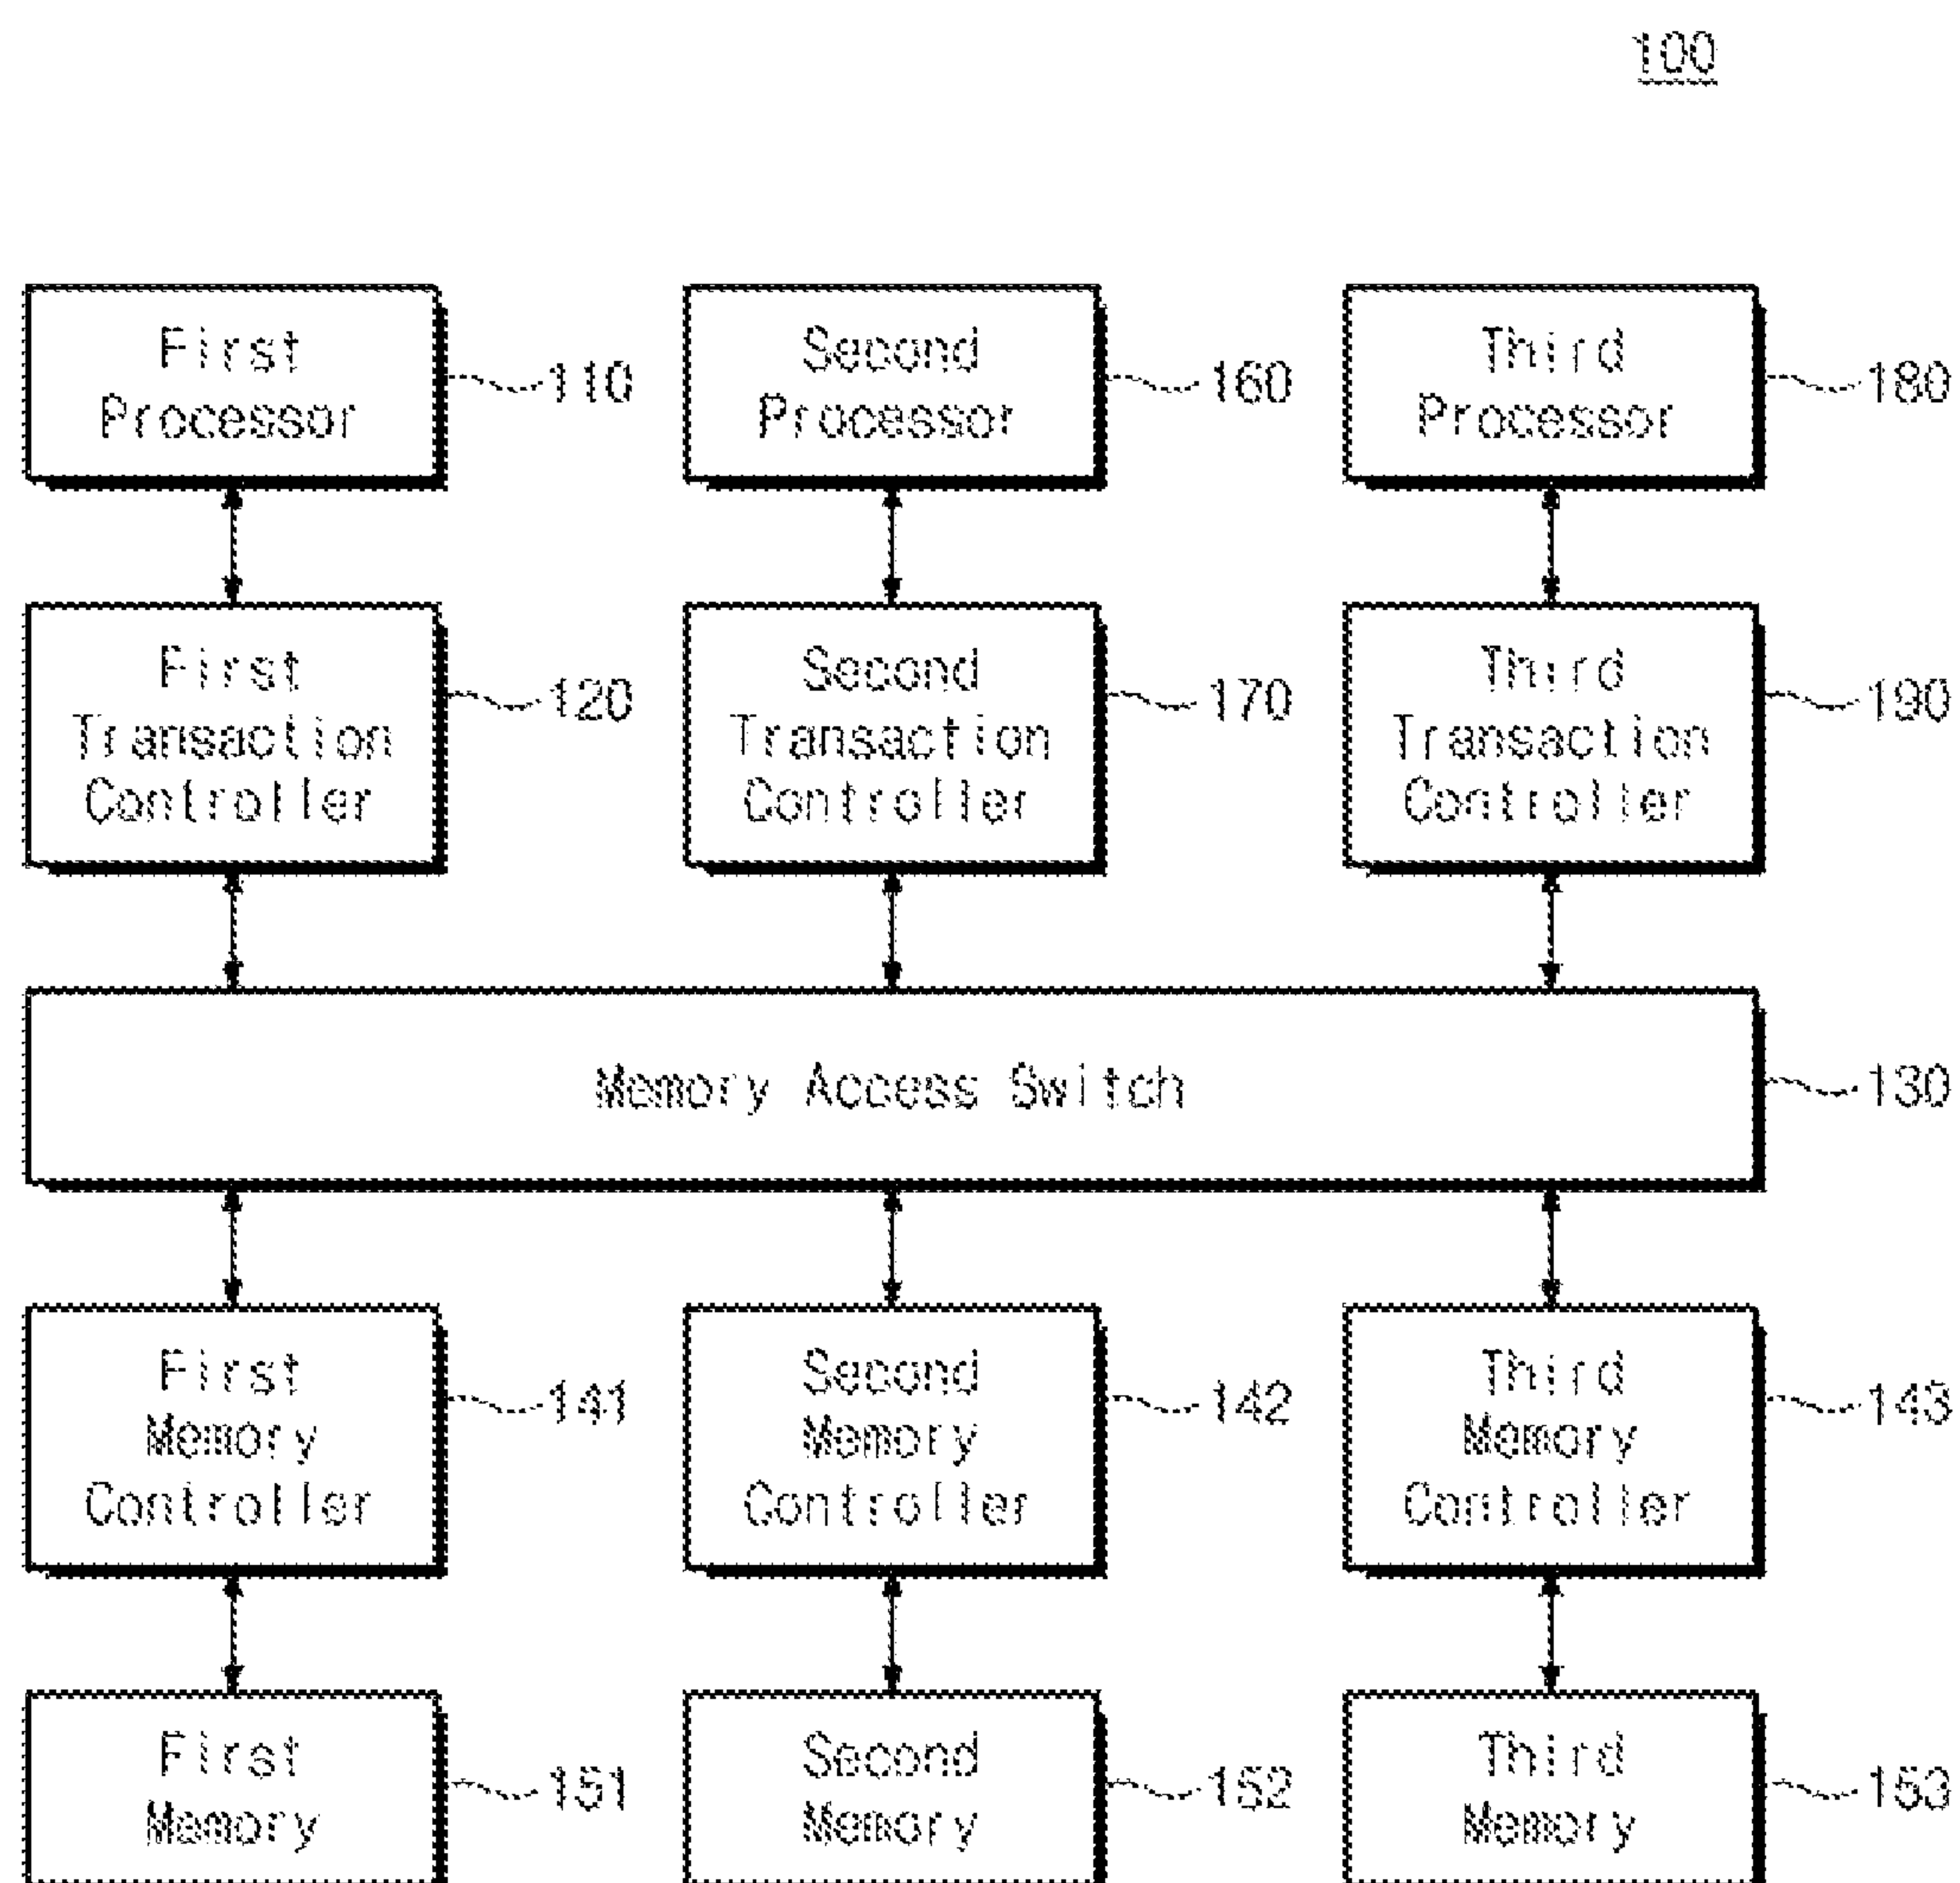 100
First
Processor
110
Second
Processor
160
Third
Processor
180
First
Transaction
Controller
120
Second
Transaction
Controller
170
Third
Transaction
Controller
190
Memory Access Switch
130
First
Memory
Controller
141
Second
Memory
Controller
142
Third
Memory
Controller
143
First
Memory
151
Second
Memory
152
Third
Memory
153